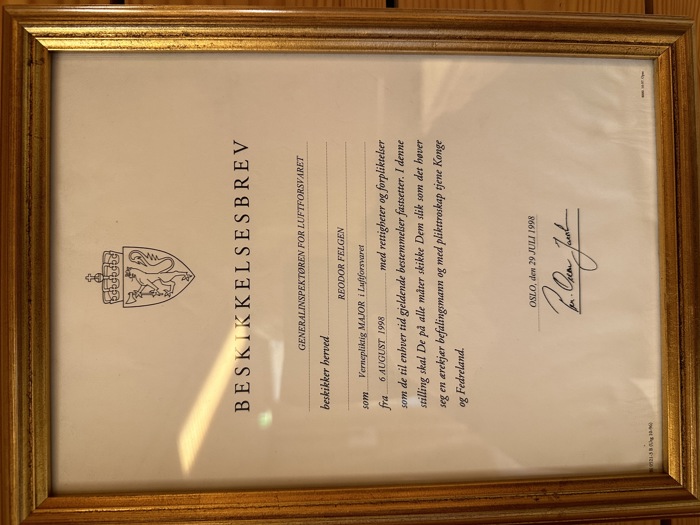 BESKIKKELSESBREV
GENERALINSPEKTØREN FOR LUFTFORSVARET
beskikker herved
REODOR FELGEN
som Vernepliktig MAJOR i Luftforsvaret
fra 6 AUGUST 1998 med rettigheter og forpliktelser
som de til enhver tid gjeldende bestemmelser fastsetter. I denne
stilling skal De på alle måter skikke Dem slik som det høver
seg en ærekjær befalingsmann og med plikttroskap tjene Konge
og Fedreland.
OSLO, den 29 JULI 1998